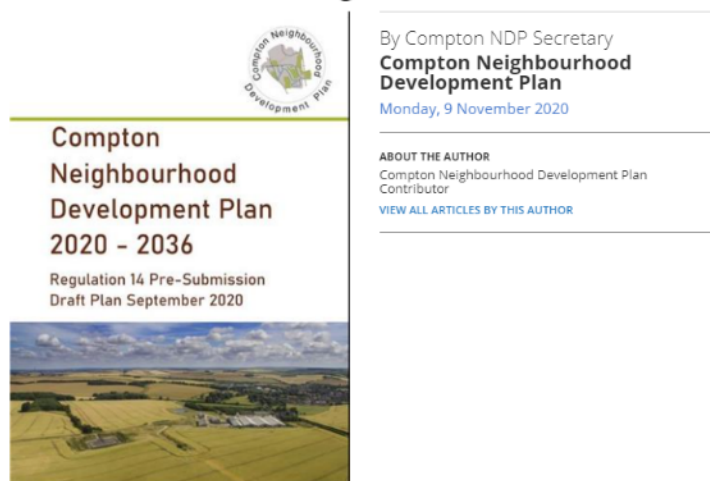 Compton Neighbourhood
Development Plan
Compton
Neighbourhood
Development Plan
2020 - 2036
Regulation 14 Pre-Submission
Draft Plan September 2020
By Compton NDP Secretary
Compton Neighbourhood
Development Plan
Monday, 9 November 2020
ABOUT THE AUTHOR
Compton Neighbourhood Development Plan
Contributor
VIEW ALL ARTICLES BY THIS AUTHOR